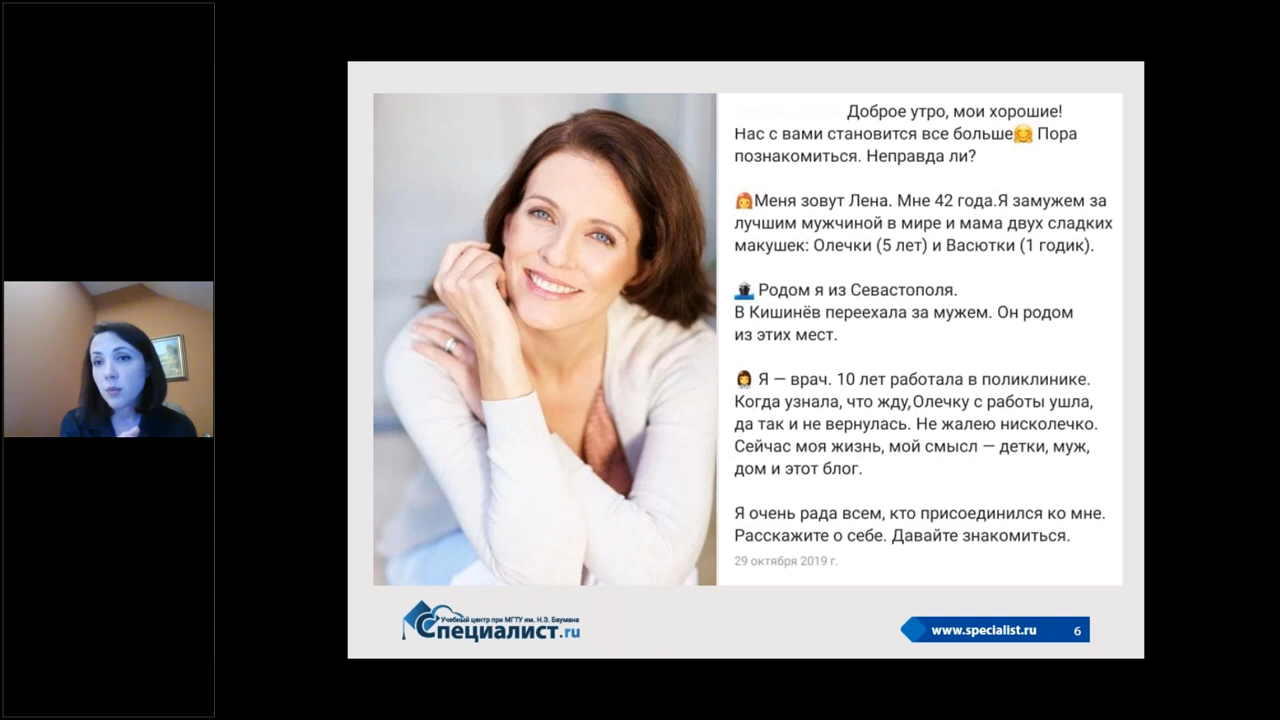 Доброе утро, мои хорошие!
Нас с вами становится все больше🤗 Пора
познакомиться. Неправда ли?
👩‍🦰Меня зовут Лена. Мне 42 года.Я замужем за
лучшим мужчиной в мире и мама двух сладких
макушек: Олечки (5 лет) и Васютки (1 годик).
🛳 Родом я из Севастополя.
В Кишинёв переехала за мужем. Он родом
из этих мест.
👩‍⚕️ Я — врач. 10 лет работала в поликлинике.
Когда узнала, что жду,Олечку с работы ушла,
да так и не вернулась. Не жалею нисколечко.
Сейчас моя жизнь, мой смысл — детки, муж,
дом и этот блог.
Я очень рада всем, кто присоединился ко мне.
Расскажите о себе. Давайте знакомиться.
29 октября 2019 г.
Учебный центр при МГТУ им. Н.Э. Баумана
Специалист.ru
www.specialist.ru 6